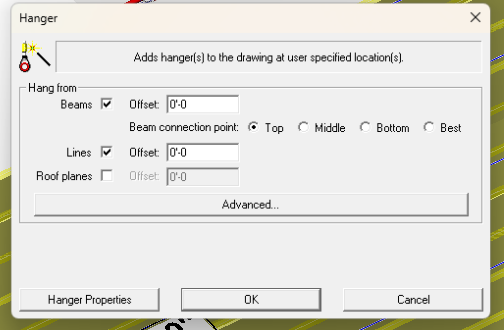 Hanger
Adds hanger(s) to the drawing at user specified location(s).
Hang from
Beams Offset: 0'-0
Beam connection point: Top Middle Bottom Best
Lines Offset: 0'-0
Roof planes Offset: 0'-0
Advanced...
Hanger Properties OK Cancel